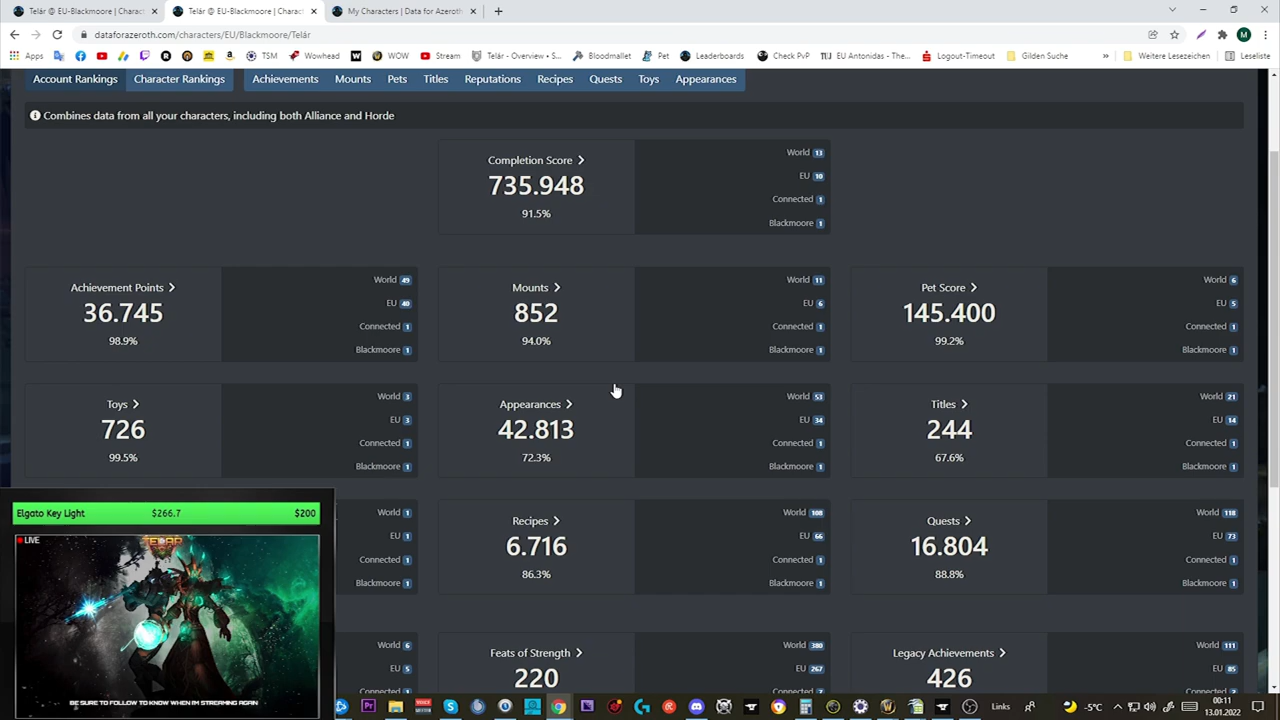 Telár @ EU-Blackmoore | Charac
Telár @ EU-Blackmoore | Charac
My Characters | Data for Azeroth
dataforazeroth.com/characters/EU/Blackmoore/Telár
Apps
TSM
Wowhead
WOW
Stream
Telár - Overview • S...
Bloodmallet
Pet
Leaderboards
Check PvP
EU Antonidas - The...
Logout-Timeout
Gilden Suche
Weitere Lesezeichen
Leseliste
Account Rankings
Character Rankings
Achievements
Mounts
Pets
Titles
Reputations
Recipes
Quests
Toys
Appearances
Combines data from all your characters, including both Alliance and Horde
Completion Score
735.948
91.5%
World 13
EU 10
Connected 1
Blackmoore 1
Achievement Points
36.745
98.9%
World 49
EU 40
Connected 1
Blackmoore 1
Mounts
852
94.0%
World 11
EU 6
Connected 1
Blackmoore 1
Pet Score
145.400
99.2%
World 6
EU 5
Connected 1
Blackmoore 1
Toys
726
99.5%
World 3
EU 3
Connected 1
Blackmoore 1
Appearances
42.813
72.3%
World 53
EU 34
Connected 1
Blackmoore 1
Titles
244
67.6%
World 21
EU 14
Connected 1
Blackmoore 1
World 1
EU 1
Connected 1
Blackmoore 1
Recipes
6.716
86.3%
World 108
EU 66
Connected 1
Blackmoore 1
Quests
16.804
88.8%
World 118
EU 73
Connected 1
Blackmoore 1
World 6
EU 5
Connected
Feats of Strength
220
World 380
EU 267
Connected 7
Legacy Achievements
426
World 111
EU 85
Connected 2
Elgato Key Light $266.7 $200
LIVE
TELAR
BE SURE TO FOLLOW TO KNOW WHEN I'M STREAMING AGAIN
Links
-5°C
00:11
13.01.2022